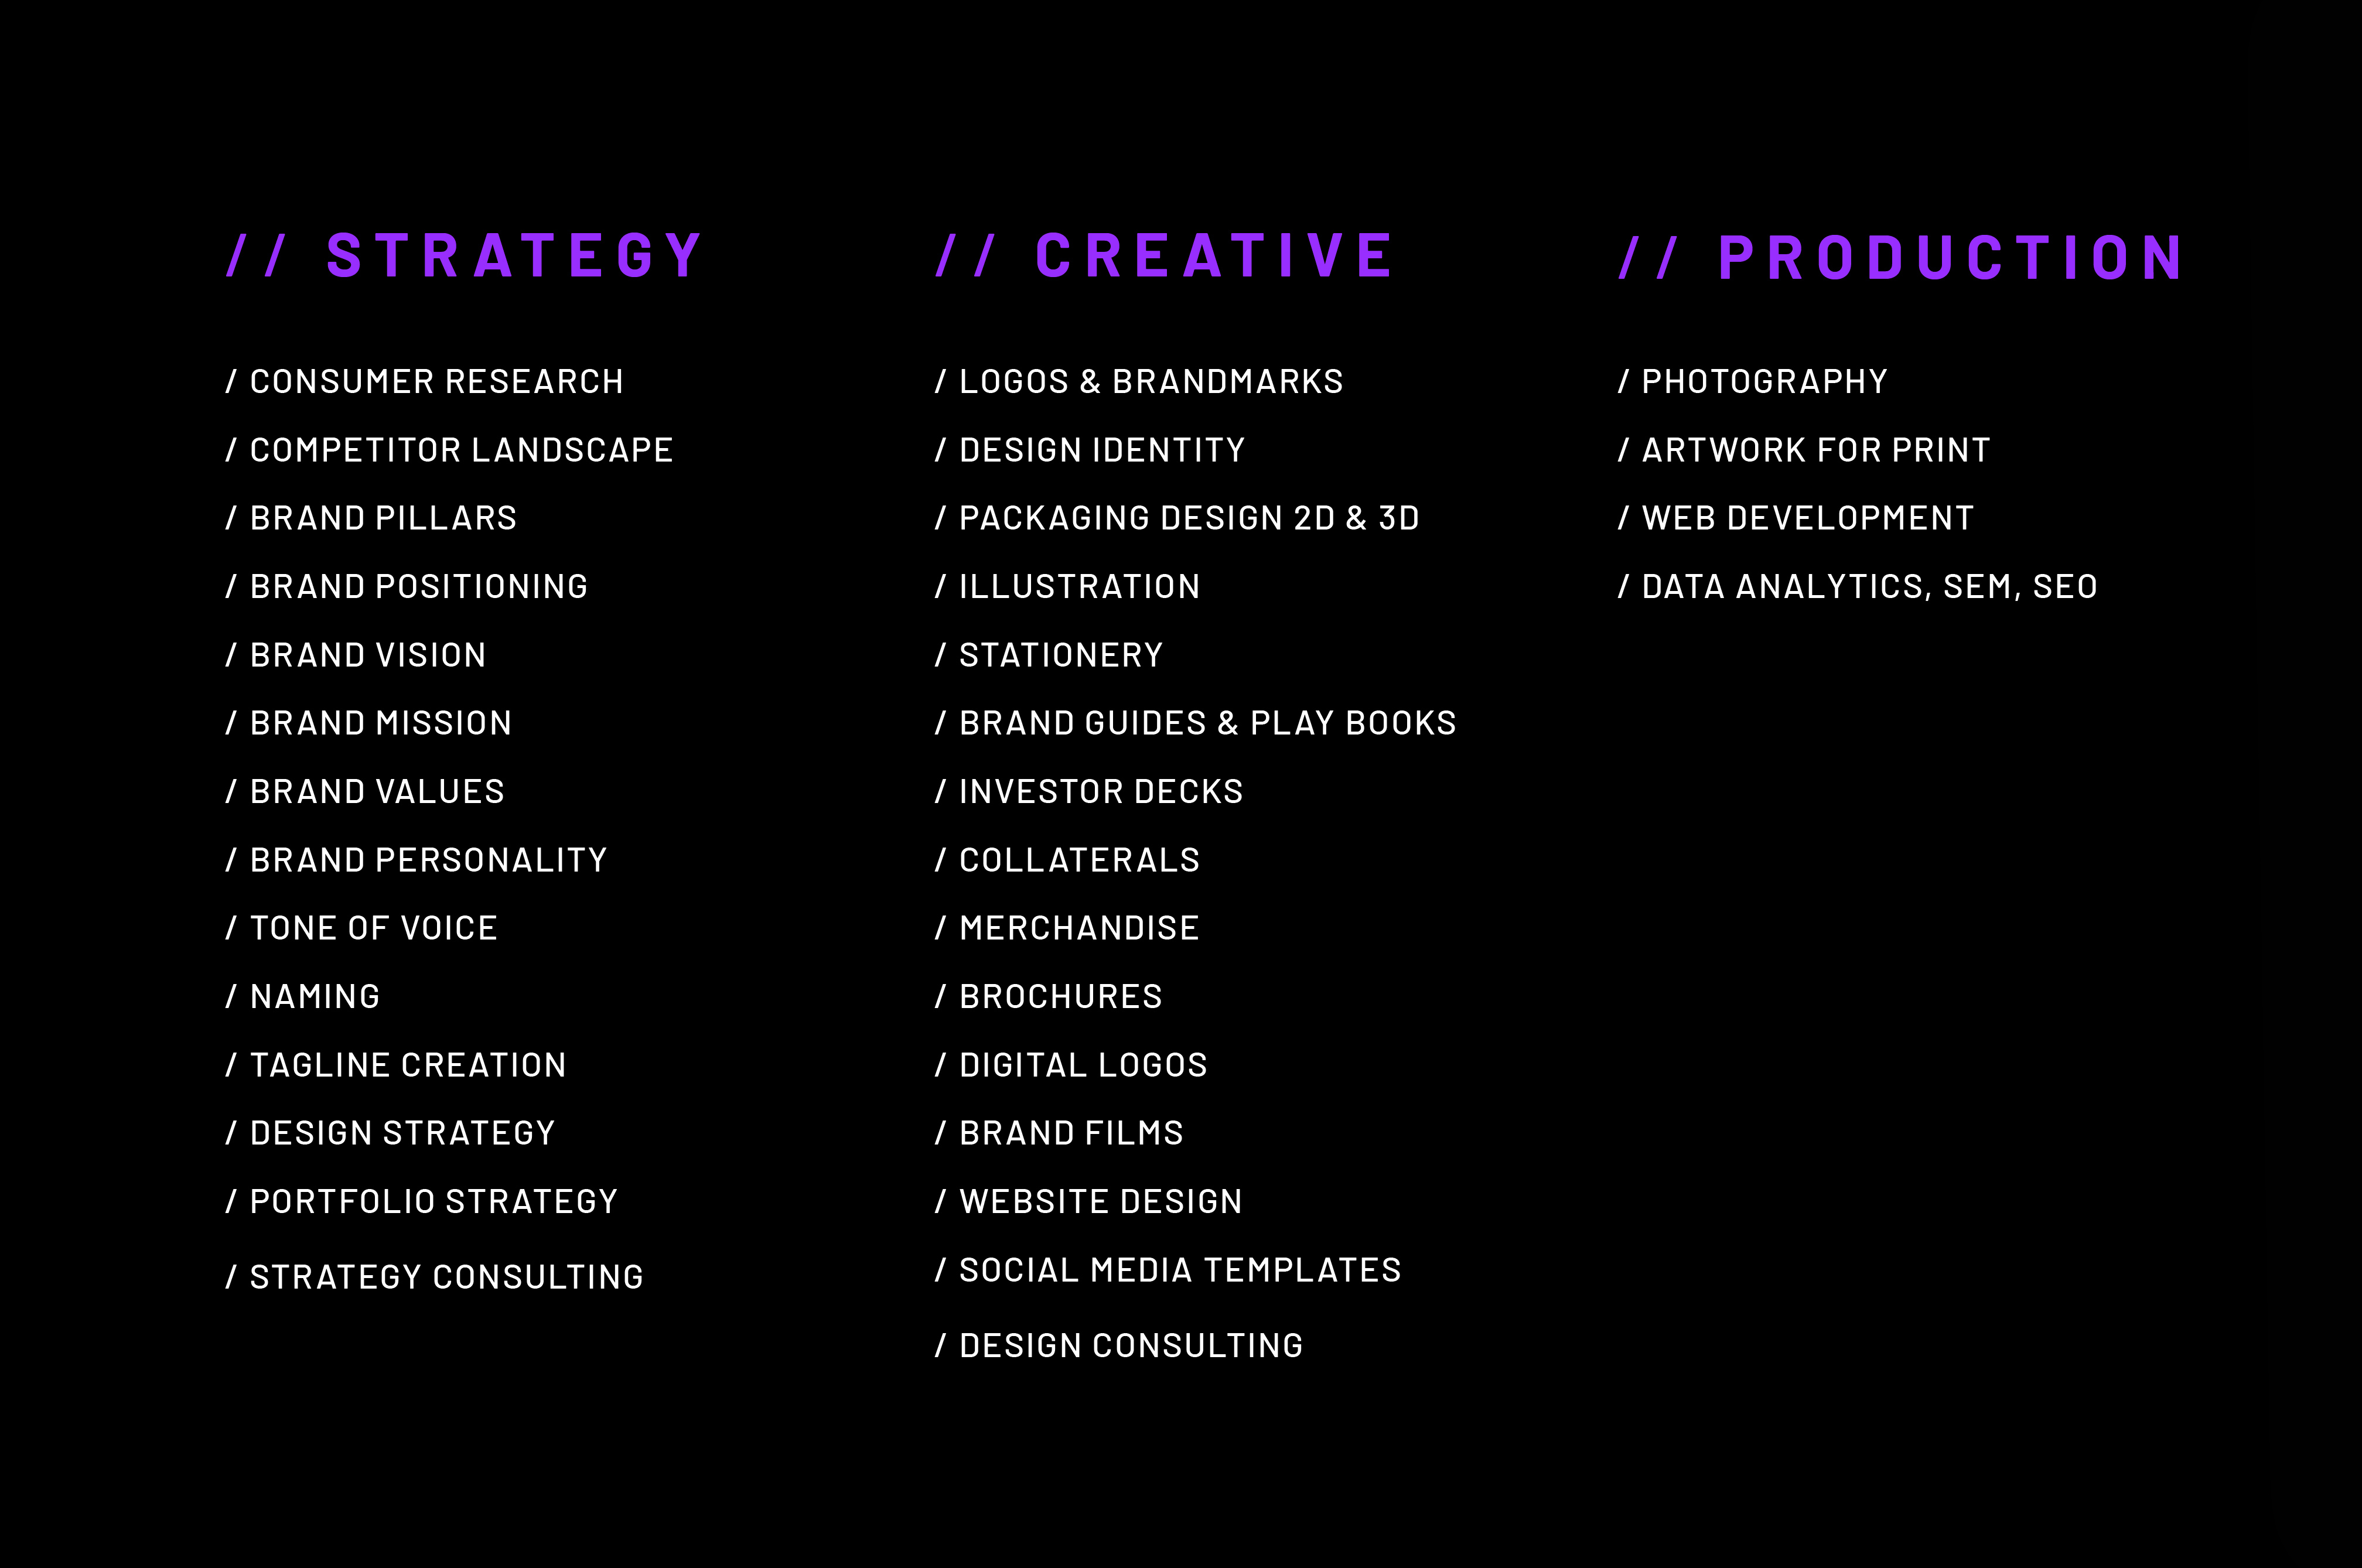 // STRATEGY
/ CONSUMER RESEARCH
/ COMPETITOR LANDSCAPE
/ BRAND PILLARS
/ BRAND POSITIONING
/ BRAND VISION
/ BRAND MISSION
/ BRAND VALUES
/ BRAND PERSONALITY
/ TONE OF VOICE
/ NAMING
/ TAGLINE CREATION
/ DESIGN STRATEGY
/ PORTFOLIO STRATEGY
/ STRATEGY CONSULTING
// CREATIVE
/ LOGOS & BRANDMARKS
/ DESIGN IDENTITY
/ PACKAGING DESIGN 2D & 3D
/ ILLUSTRATION
/ STATIONERY
/ BRAND GUIDES & PLAY BOOKS
/ INVESTOR DECKS
/ COLLATERALS
/ MERCHANDISE
/ BROCHURES
/ DIGITAL LOGOS
/ BRAND FILMS
/ WEBSITE DESIGN
/ SOCIAL MEDIA TEMPLATES
/ DESIGN CONSULTING
// PRODUCTION
/ PHOTOGRAPHY
/ ARTWORK FOR PRINT
/ WEB DEVELOPMENT
/ DATA ANALYTICS, SEM, SEO